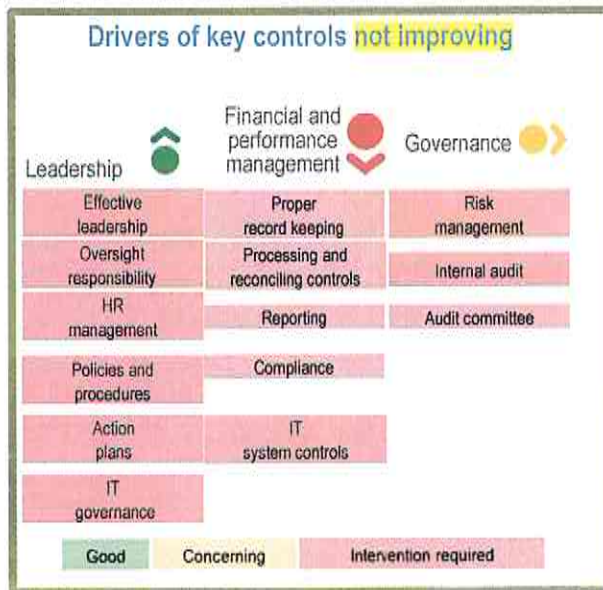 Drivers of key controls not improving
Leadership
Financial and
performance
management
Governance
Effective
leadership
Oversight
responsibility
HR
management
Policies and
procedures
Action
plans
IT
governance
Proper
record keeping
Processing and
reconciling controls
Reporting
Compliance
IT
system controls
Risk
management
Internal audit
Audit committee
Good
Concerning
Intervention required